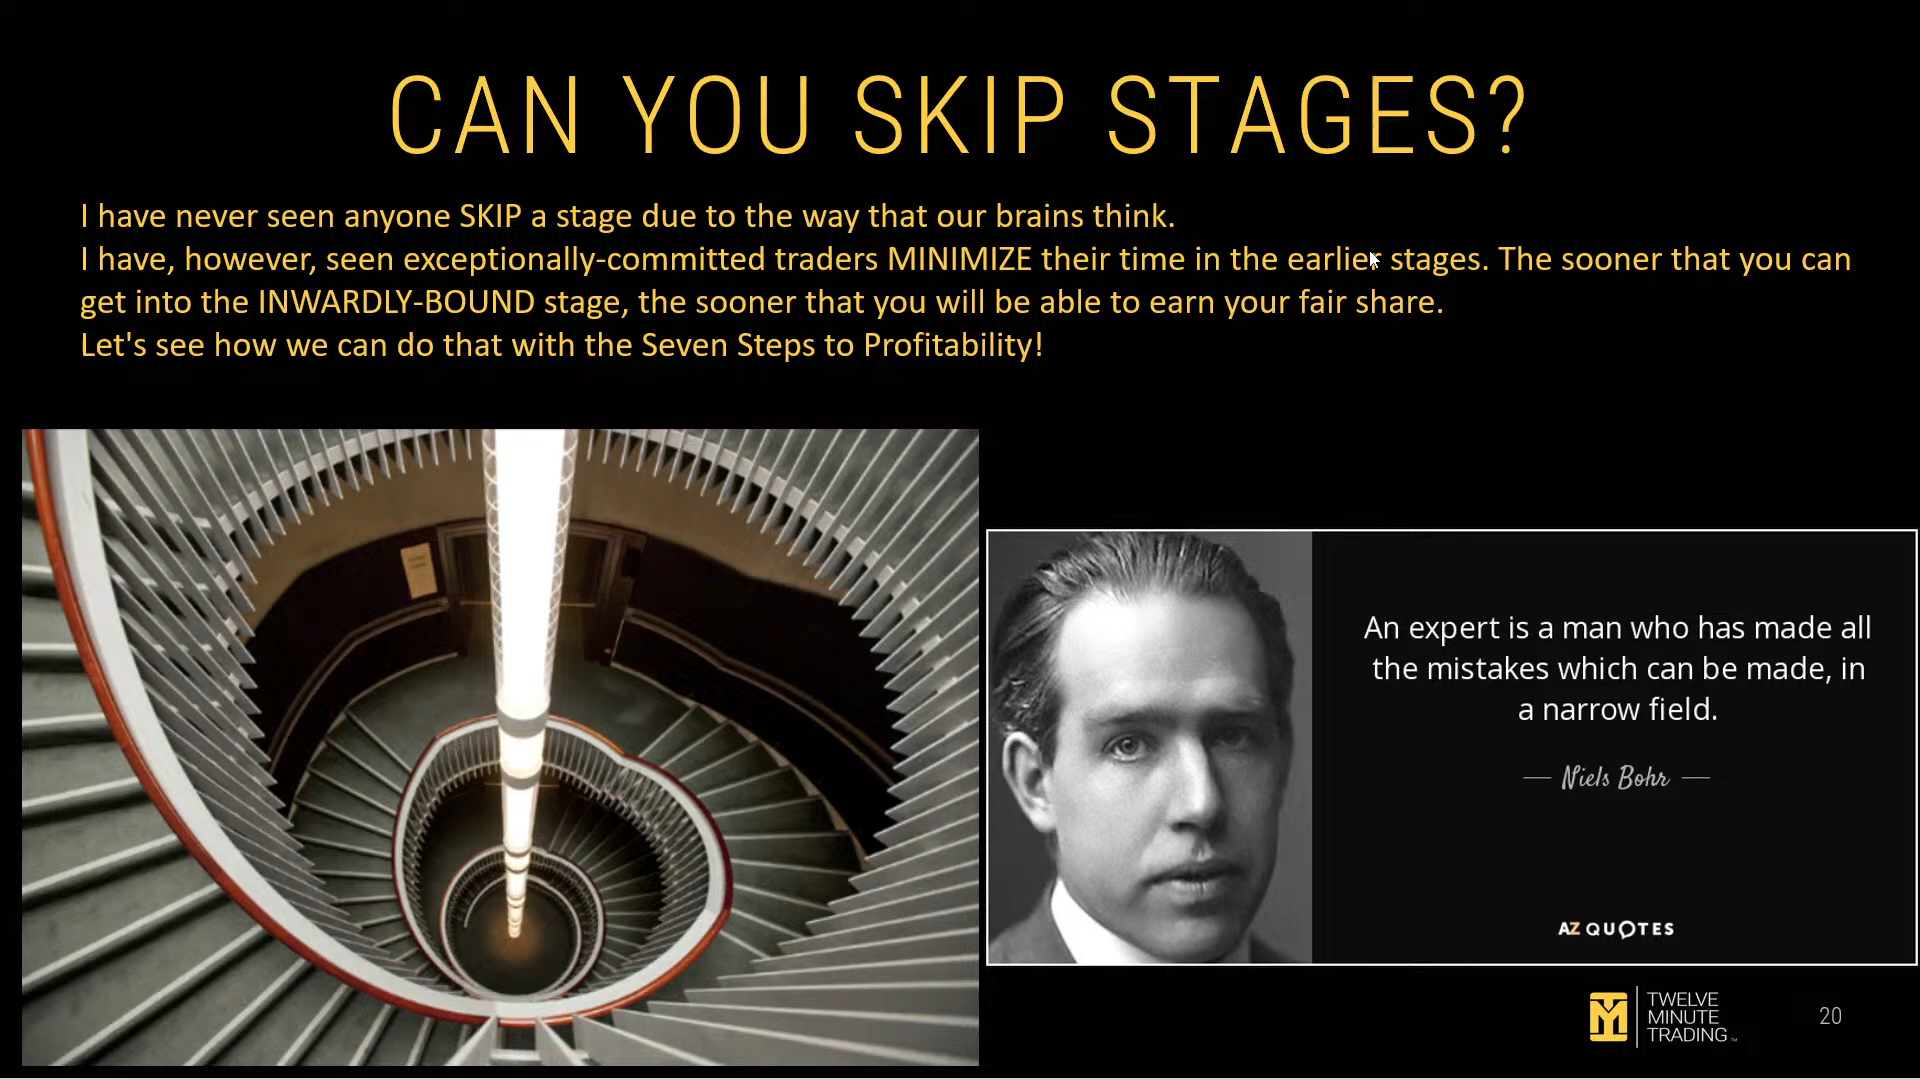 CAN YOU SKIP STAGES?
I have never seen anyone SKIP a stage due to the way that our brains think.
I have, however, seen exceptionally-committed traders MINIMIZE their time in the earlier stages. The sooner that you can
get into the INWARDLY-BOUND stage, the sooner that you will be able to earn your fair share.
Let's see how we can do that with the Seven Steps to Profitability!
An expert is a man who has made all
the mistakes which can be made, in
a narrow field.
— Niels Bohr —
AZ QUOTES
TWELVE
MINUTE
TRADING™
20